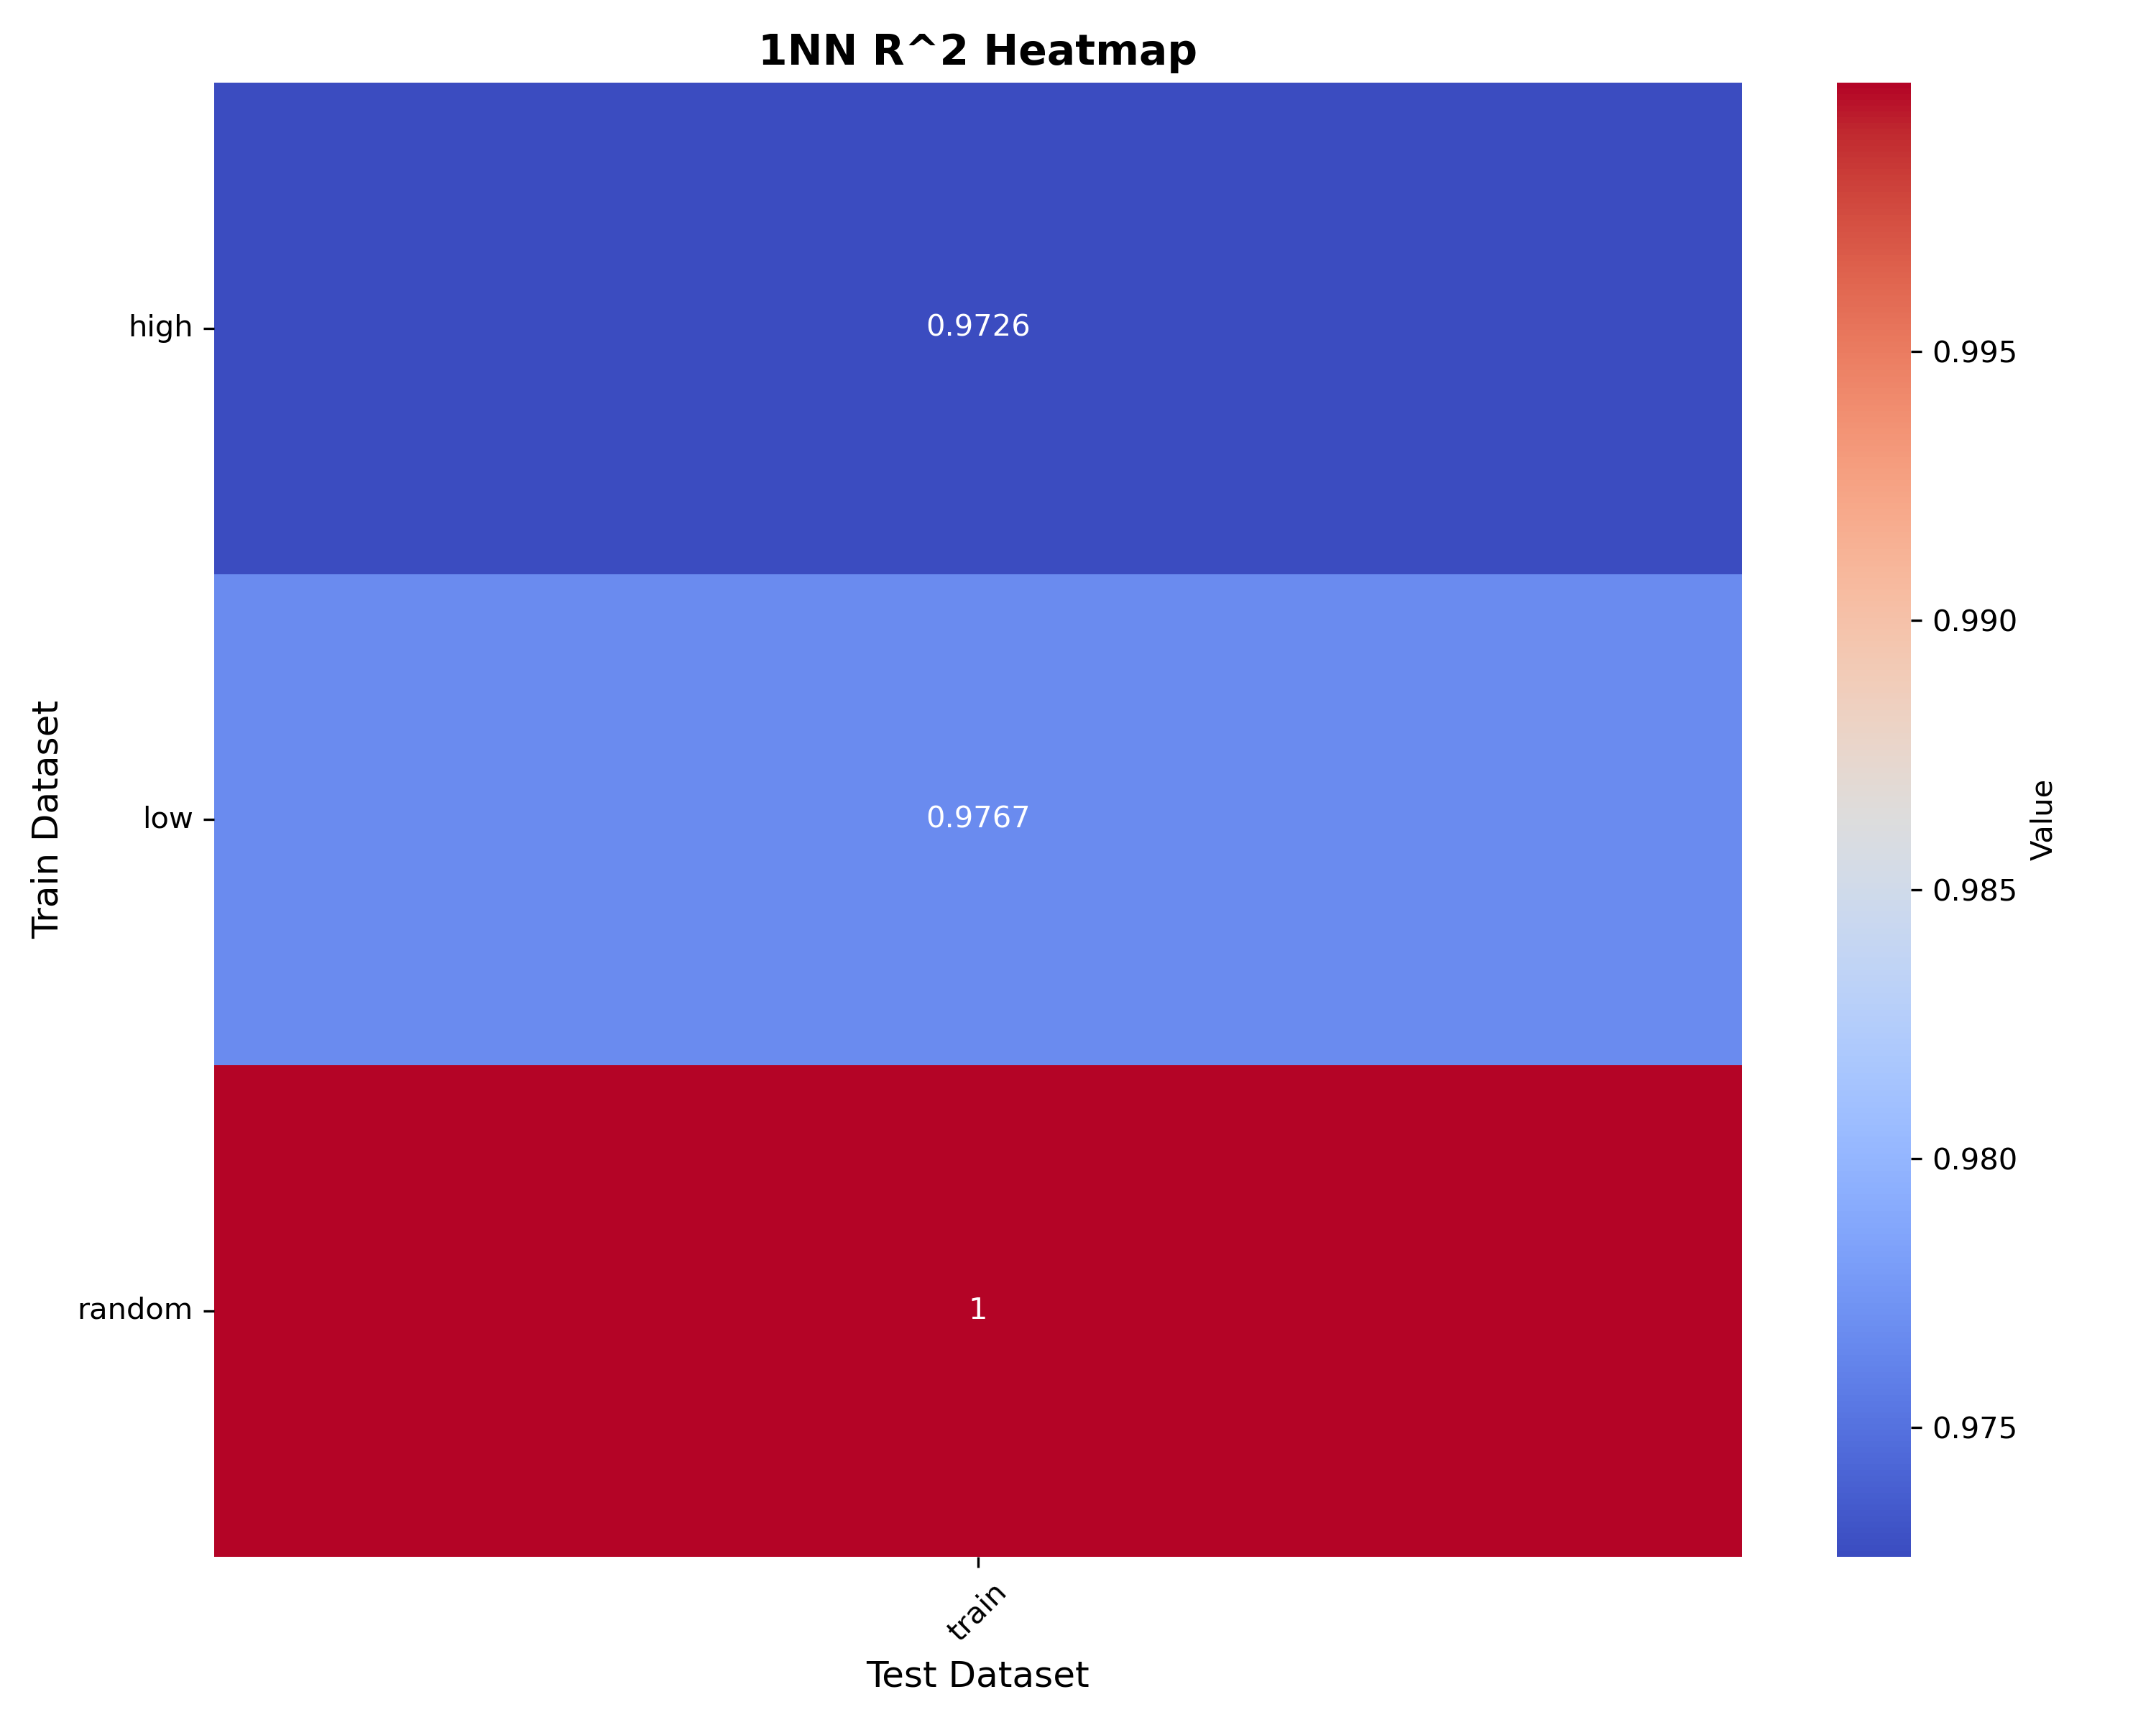 1NN R^2 Heatmap
high
0.9726
low
0.9767
random
1
train
Test Dataset
Train Dataset
0.995
0.990
0.985
0.980
0.975
Value